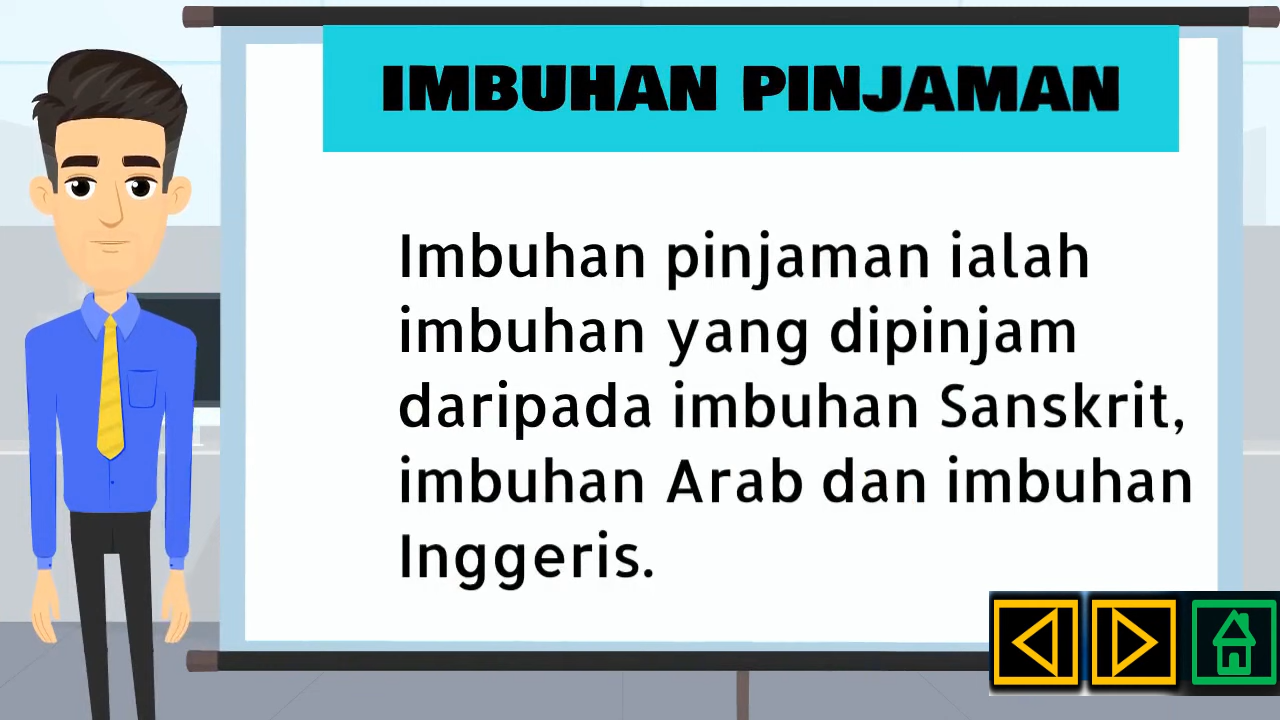 IMBUHAN PINJAMAN
Imbuhan pinjaman ialah
imbuhan yang dipinjam
daripada imbuhan Sanskrit,
imbuhan Arab dan imbuhan
Inggeris.